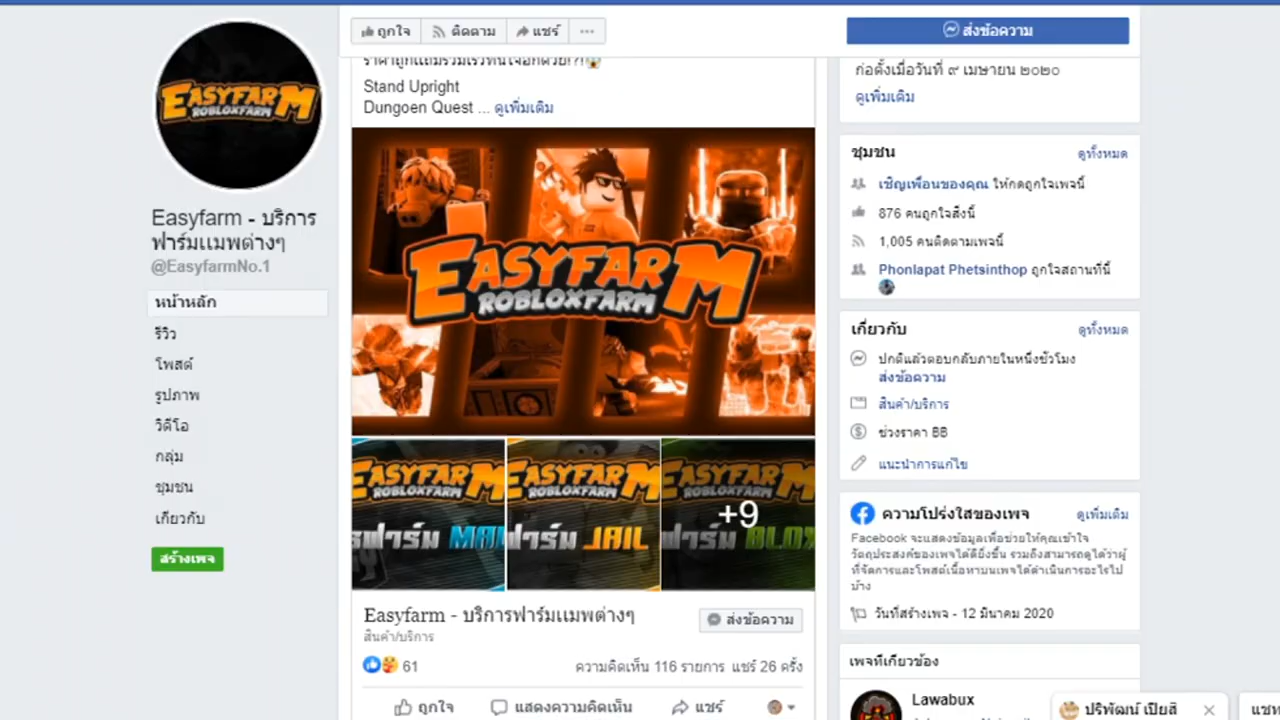 EASYFARM
ROBLOXFARM
Easyfarm - บริการ
ฟาร์มแมพต่างๆ
@EasyfarmNo.1
หน้าหลัก
รีวิว
โพสต์
รูปภาพ
วิดีโอ
กลุ่ม
ชุมชน
เกี่ยวกับ
สร้างเพจ
ถูกใจ
ติดตาม
แชร์
Stand Upright
Dungoen Quest ... ดูเพิ่มเติม
EASYFARM
ROBLOXFARM
EASYFARM
ROBLOXFARM
ฟาร์ม
EASYFARM
ROBLOXFARM
ฟาร์ม JAIL
EASYFARM
ROBLOXFARM
ฟาร์ม BLOX
+9
Easyfarm - บริการฟาร์มแมพต่างๆ
สินค้า/บริการ
ส่งข้อความ
61
ความคิดเห็น 116 รายการ แชร์ 26 ครั้ง
ถูกใจ
แสดงความคิดเห็น
แชร์
ส่งข้อความ
ก่อตั้งเมื่อวันที่ ๙ เมษายน ๒๐๒๐
ดูเพิ่มเติม
ชุมชน
ดูทั้งหมด
เชิญเพื่อนของคุณ ให้กดถูกใจเพจนี้
876 คนถูกใจสิ่งนี้
1,005 คนติดตามเพจนี้
Phonlapat Phetsinthop ถูกใจสถานที่นี้
เกี่ยวกับ
ดูทั้งหมด
ปกติแล้วตอบกลับภายในหนึ่งชั่วโมง
ส่งข้อความ
สินค้า/บริการ
ช่วงราคา ฿฿
แนะนำการแก้ไข
ความโปร่งใสของเพจ
ดูเพิ่มเติม
Facebook จะแสดงข้อมูลเพื่อช่วยให้คุณเข้าใจ
วัตถุประสงค์ของเพจได้ดียิ่งขึ้น รวมถึงสามารถดูได้ว่าผู้
ที่จัดการและโพสต์เนื้อหาบนเพจได้ดำเนินการอะไรไป
บ้าง
วันที่สร้างเพจ - 12 มีนาคม 2020
เพจที่เกี่ยวข้อง
Lawabux
ปริพัฒน์ เปียสิ
แชท